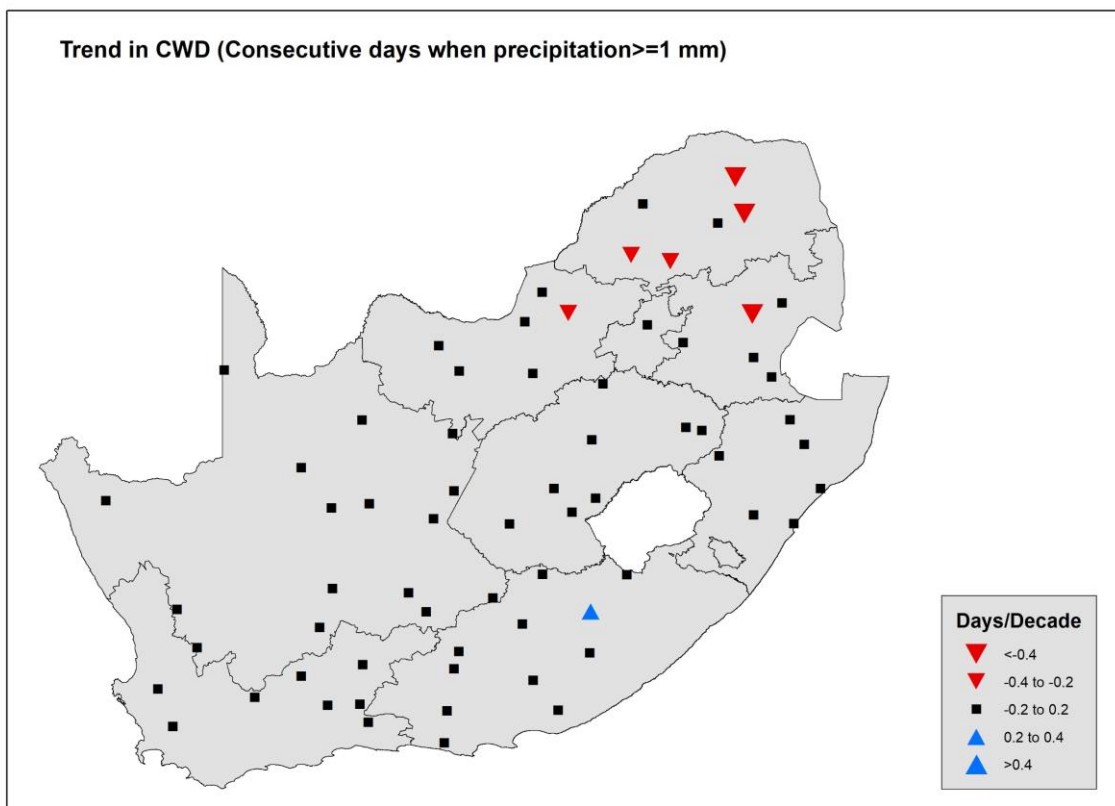 Trend in CWD (Consecutive days when precipitation>=1 mm)
Days/Decade
<-0.4
-0.4 to -0.2
-0.2 to 0.2
0.2 to 0.4
>0.4